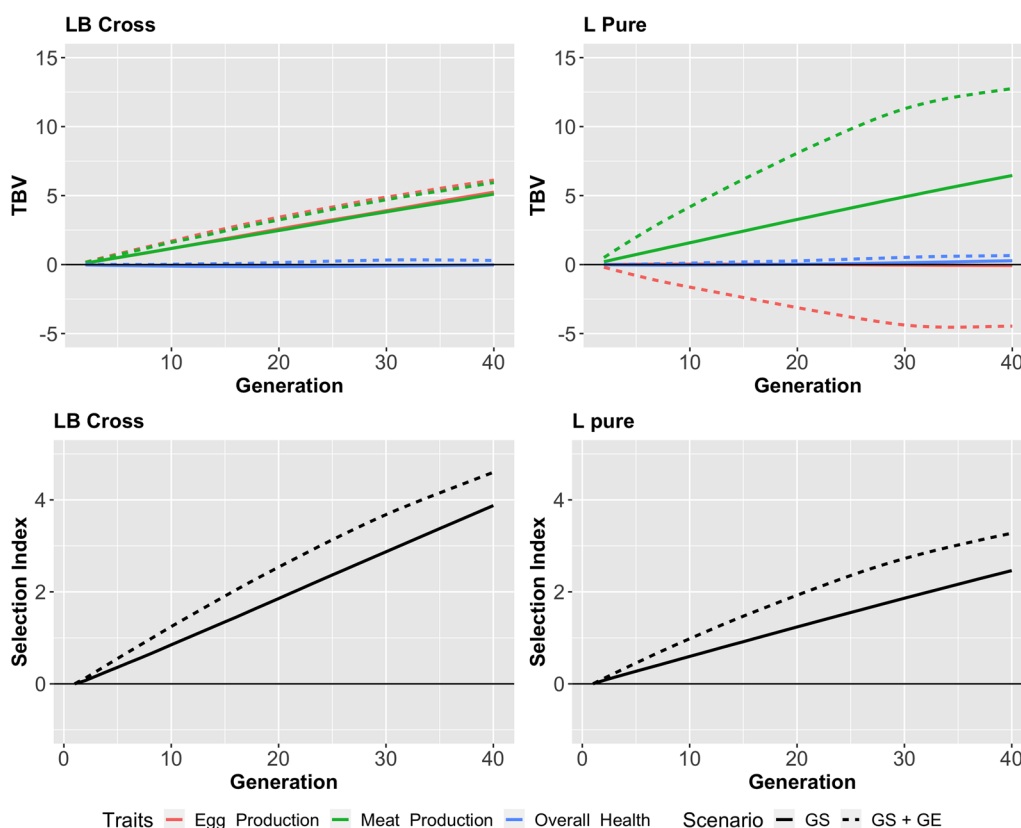 LB Cross
L Pure
15
10
5
0
-5
TBV
10 20 30 40
Generation
15
10
5
0
-5
TBV
10 20 30 40
Generation
LB Cross
L pure
4
2
0
Selection Index
0 10 20 30 40
Generation
4
2
0
Selection Index
0 10 20 30 40
Generation
Traits Egg Production Meat Production Overall Health Scenario GS GS + GE